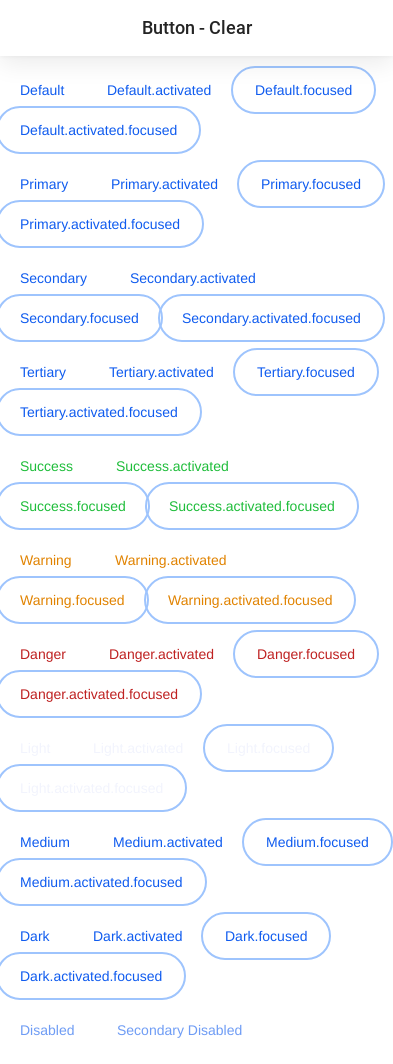 Button - Clear
Default Default.activated Default.focused
Default.activated.focused
Primary Primary.activated Primary.focused
Primary.activated.focused
Secondary Secondary.activated
Secondary.focused Secondary.activated.focused
Tertiary Tertiary.activated Tertiary.focused
Tertiary.activated.focused
Success Success.activated
Success.focused Success.activated.focused
Warning Warning.activated
Warning.focused Warning.activated.focused
Danger Danger.activated Danger.focused
Danger.activated.focused
Light Light.activated Light.focused
Light.activated.focused
Medium Medium.activated Medium.focused
Medium.activated.focused
Dark Dark.activated Dark.focused
Dark.activated.focused
Disabled Secondary Disabled